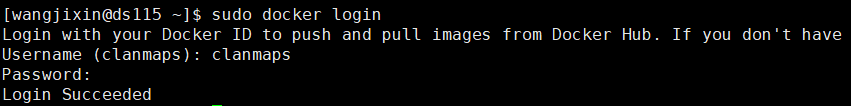 [wangjixin@ds115 ~]$ sudo docker login
Login with your Docker ID to push and pull images from Docker Hub. If you don't have
Username (clanmaps): clanmaps
Password:
Login Succeeded